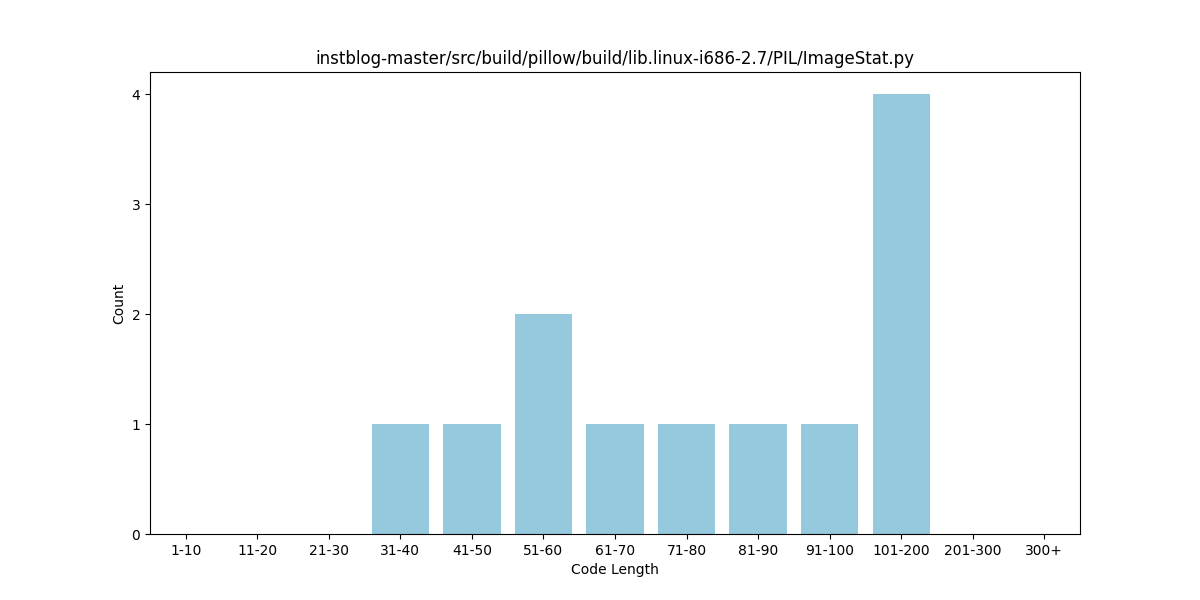 instblog-master/src/build/pillow/build/lib.linux-i686-2.7/PIL/ImageStat.py
4
3
2
1
0
Count
1-10 11-20 21-30 31-40 41-50 51-60 61-70 71-80 81-90 91-100 101-200 201-300 300+
Code Length